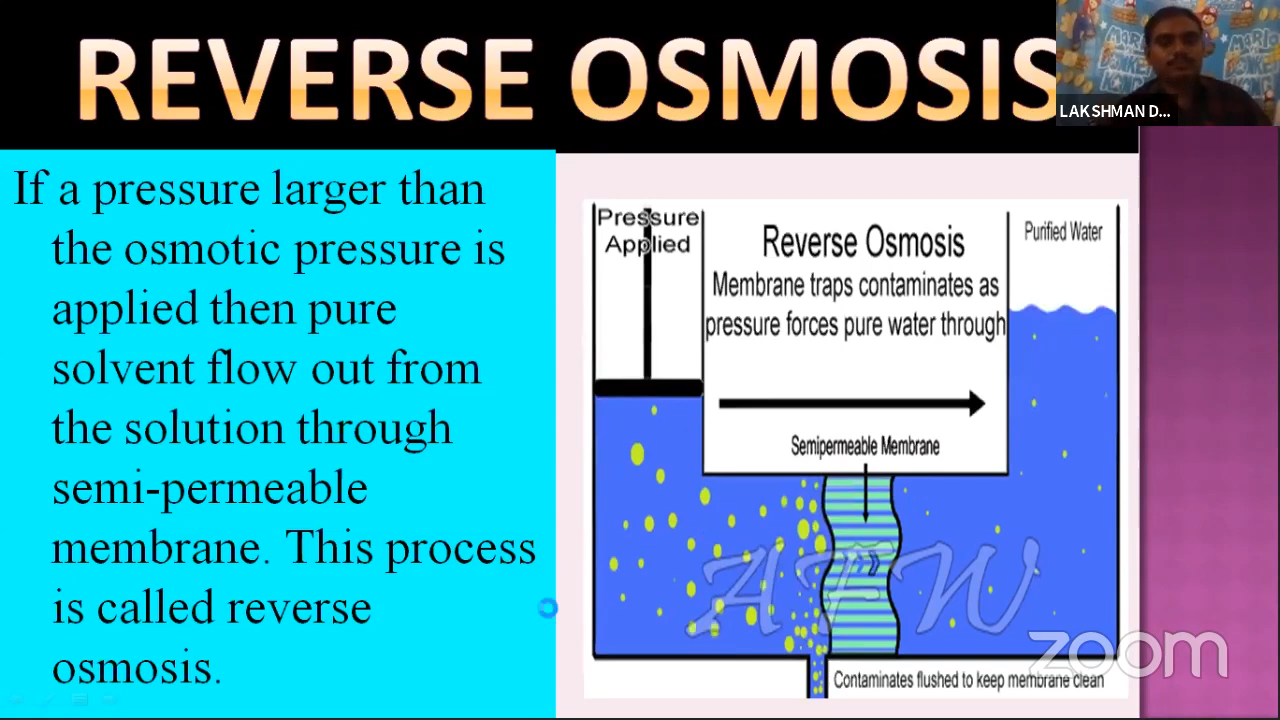 REVERSE OSMOSIS
LAKSHMAN D...
If a pressure larger than
the osmotic pressure is
applied then pure
solvent flow out from
the solution through
semi-permeable
membrane. This process
is called reverse
osmosis.
Pressure
Applied
Reverse Osmosis
Membrane traps contaminates as
pressure forces pure water through
Purified Water
Semipermeable Membrane
AFW
zoom
Contaminates flushed to keep membrane clean